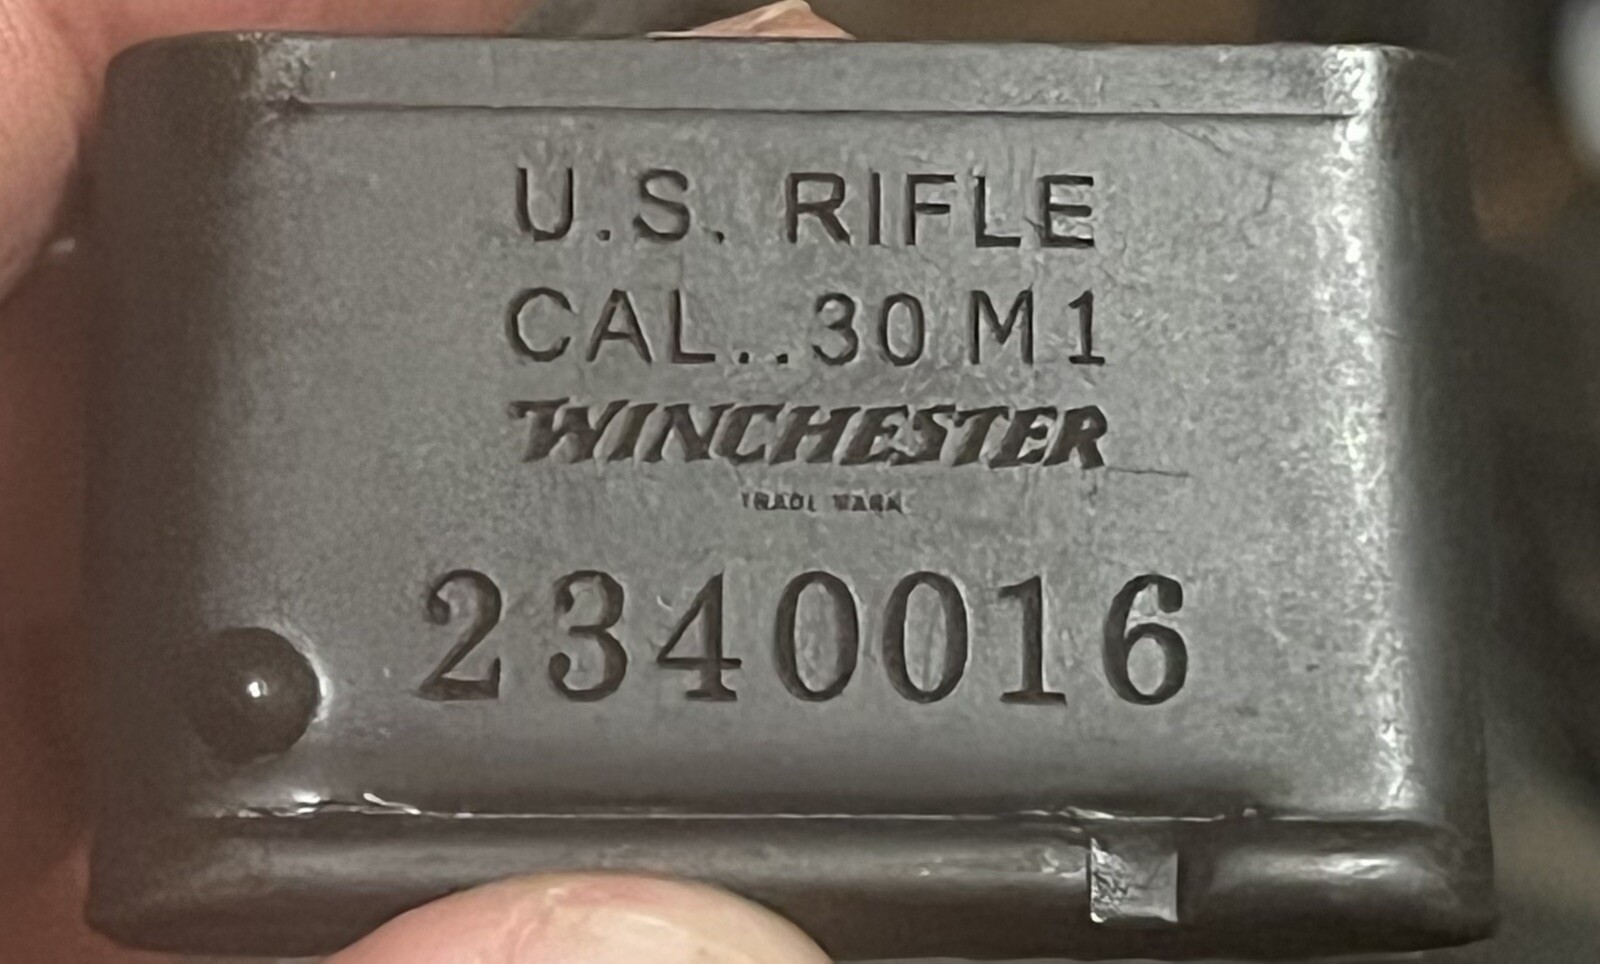 U.S. RIFLE
CAL..30 M1
WINCHESTER
TRADE MARK
2340016